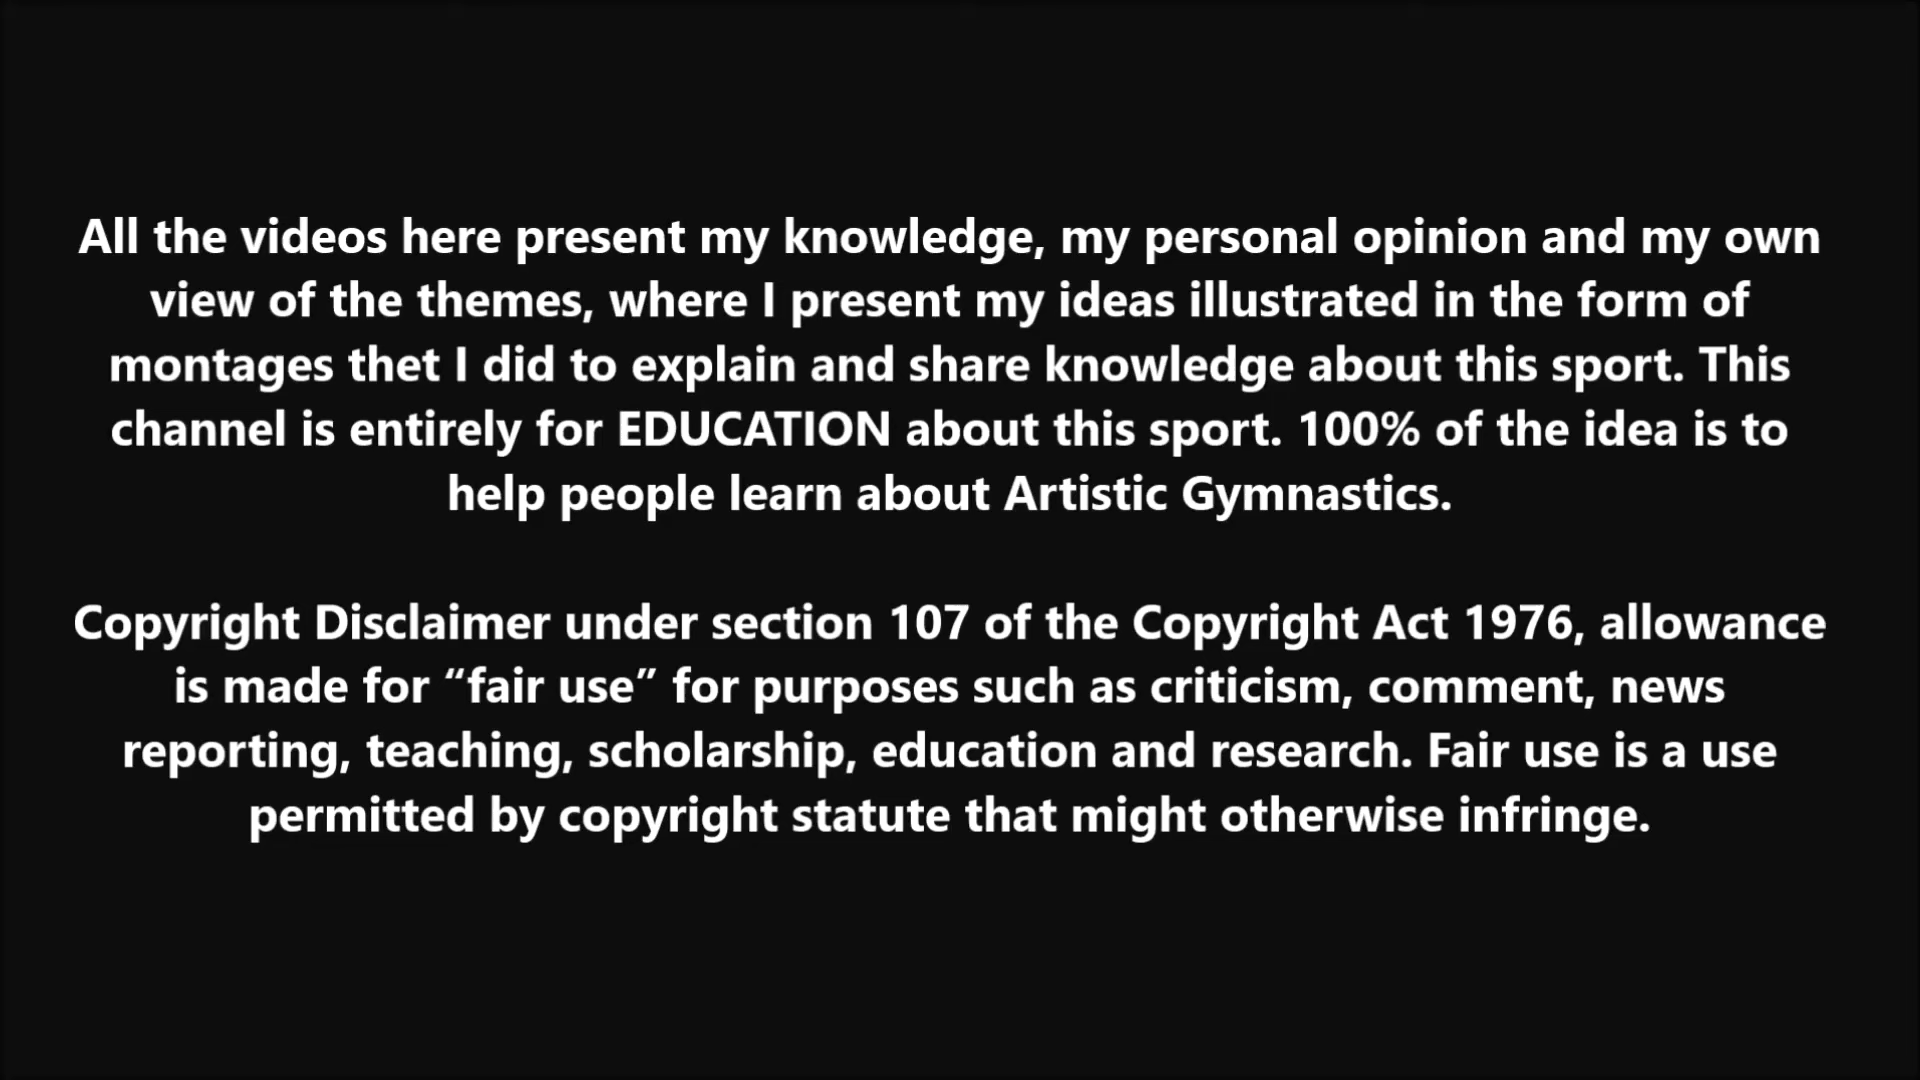 All the videos here present my knowledge, my personal opinion and my own
view of the themes, where I present my ideas illustrated in the form of
montages thet I did to explain and share knowledge about this sport. This
channel is entirely for EDUCATION about this sport. 100% of the idea is to
help people learn about Artistic Gymnastics.
Copyright Disclaimer under section 107 of the Copyright Act 1976, allowance
is made for “fair use” for purposes such as criticism, comment, news
reporting, teaching, scholarship, education and research. Fair use is a use
permitted by copyright statute that might otherwise infringe.